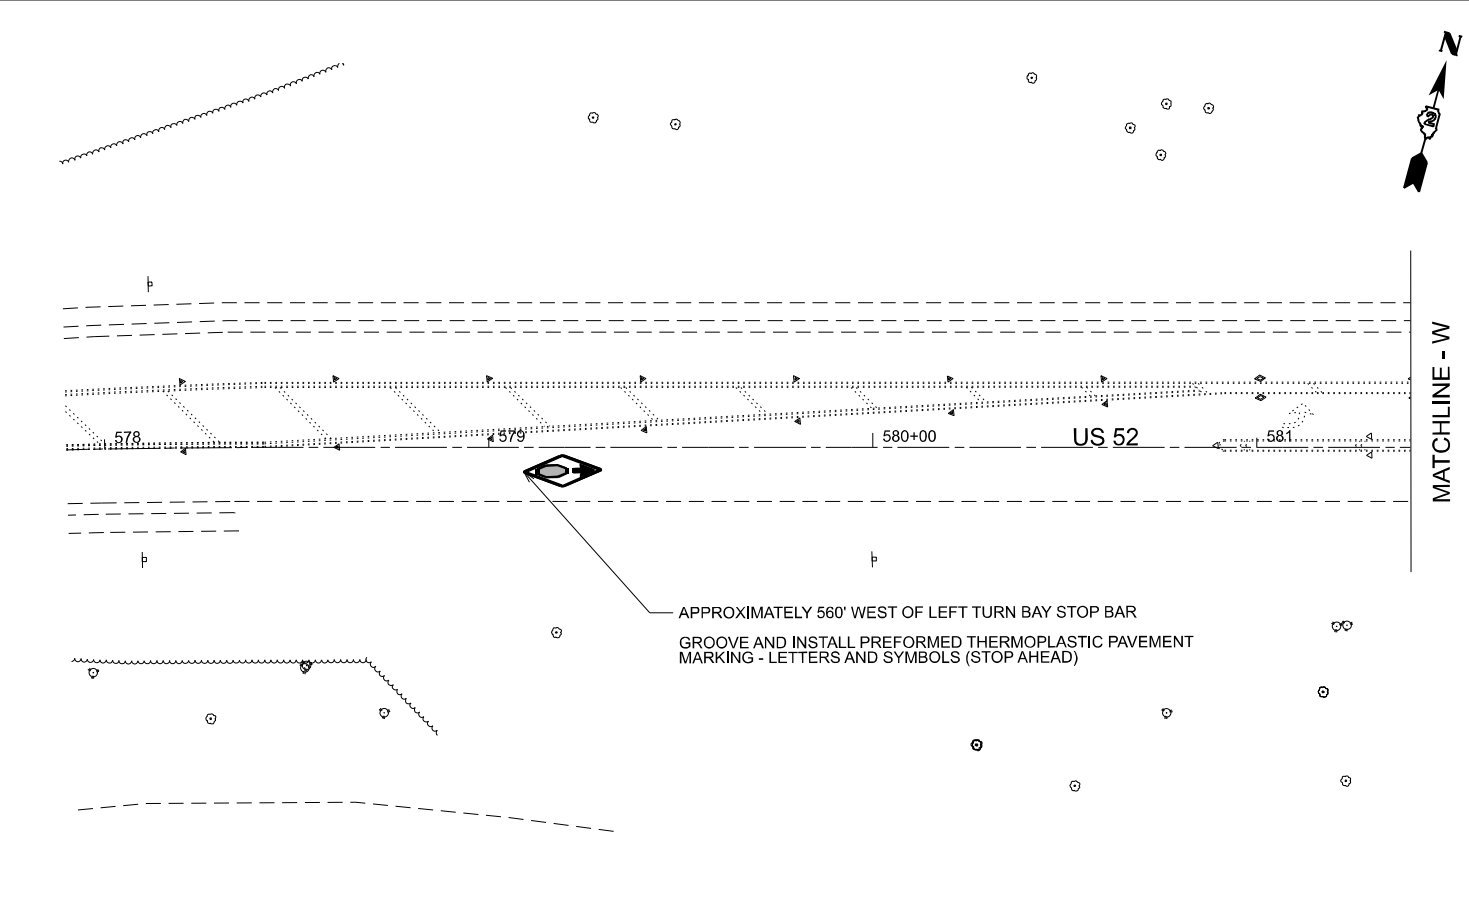 N
2
578
579
580+00
US 52
581
MATCHLINE - W
APPROXIMATELY 560' WEST OF LEFT TURN BAY STOP BAR
GROOVE AND INSTALL PREFORMED THERMOPLASTIC PAVEMENT
MARKING - LETTERS AND SYMBOLS (STOP AHEAD)